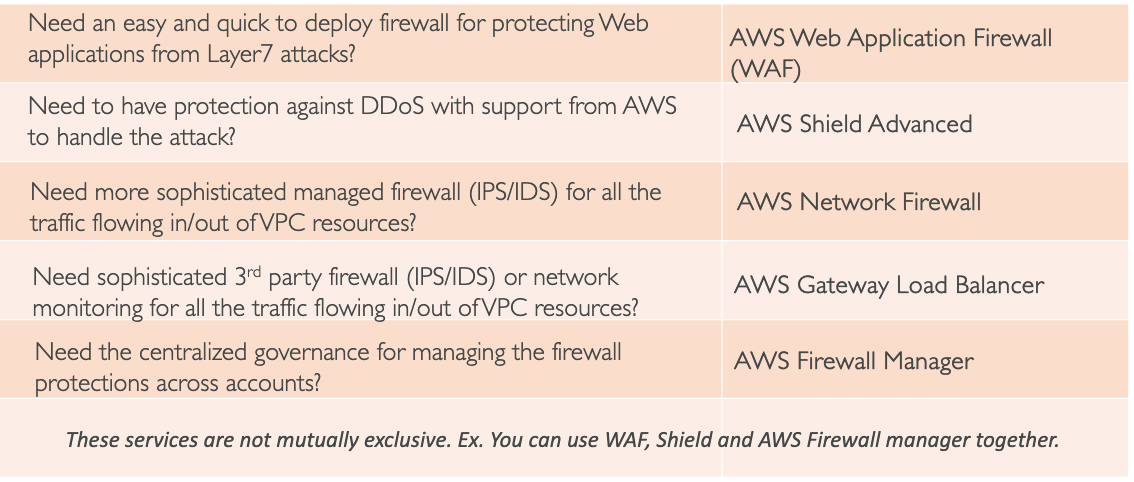 Need an easy and quick to deploy firewall for protecting Web
applications from Layer7 attacks?
AWS Web Application Firewall
(WAF)
Need to have protection against DDoS with support from AWS
to handle the attack?
AWS Shield Advanced
Need more sophisticated managed firewall (IPS/IDS) for all the
traffic flowing in/out of VPC resources?
AWS Network Firewall
Need sophisticated 3rd party firewall (IPS/IDS) or network
monitoring for all the traffic flowing in/out of VPC resources?
AWS Gateway Load Balancer
Need the centralized governance for managing the firewall
protections across accounts?
AWS Firewall Manager
These services are not mutually exclusive. Ex. You can use WAF, Shield and AWS Firewall manager together.